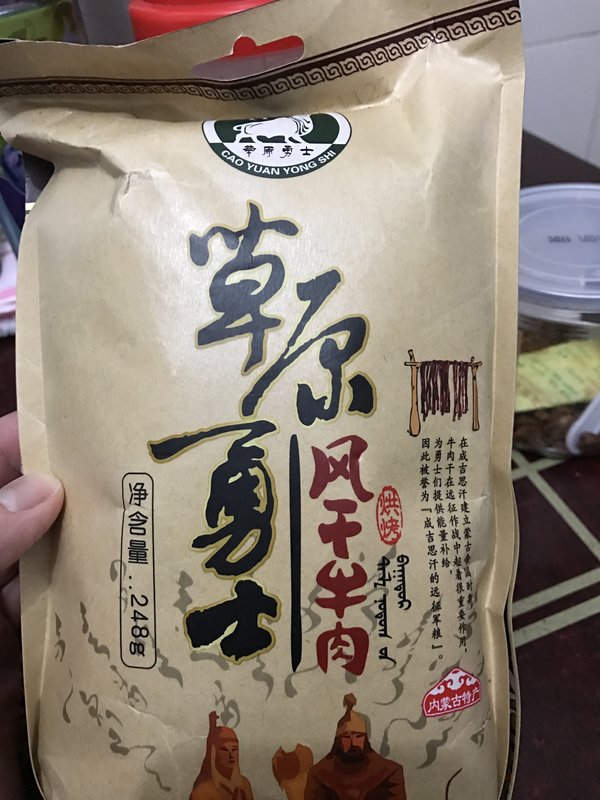 草原勇士
CAO YUAN YONG SHI
草原
勇士
风干牛肉
烘烤
净含量：248g
在成吉思汗建立蒙古帝国时期，
牛肉干在远征作战中起着很重要作用，
为勇士们提供能量补给，
因此被誉为“成吉思汗的远征军粮”。
内蒙古特产